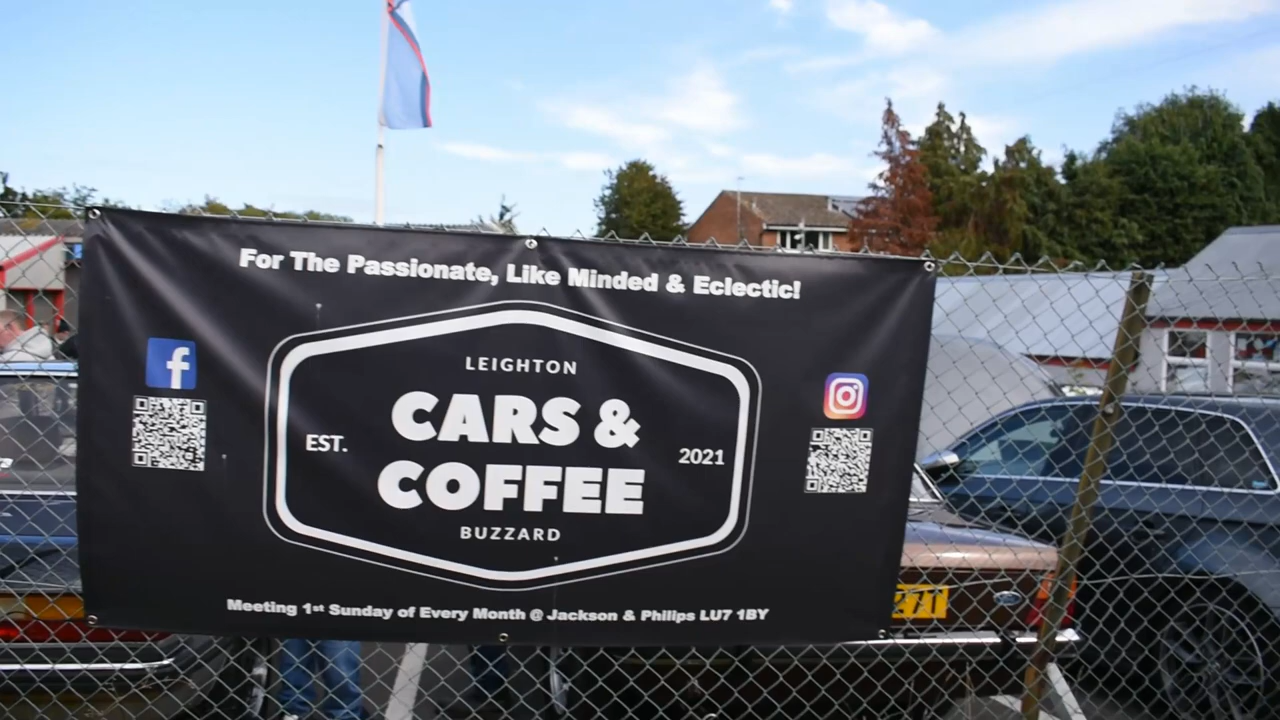 For The Passionate, Like Minded & Eclectic!
LEIGHTON
CARS &
COFFEE
EST.
2021
BUZZARD
Meeting 1st Sunday of Every Month @ Jackson & Philips LU7 1BY
Ford